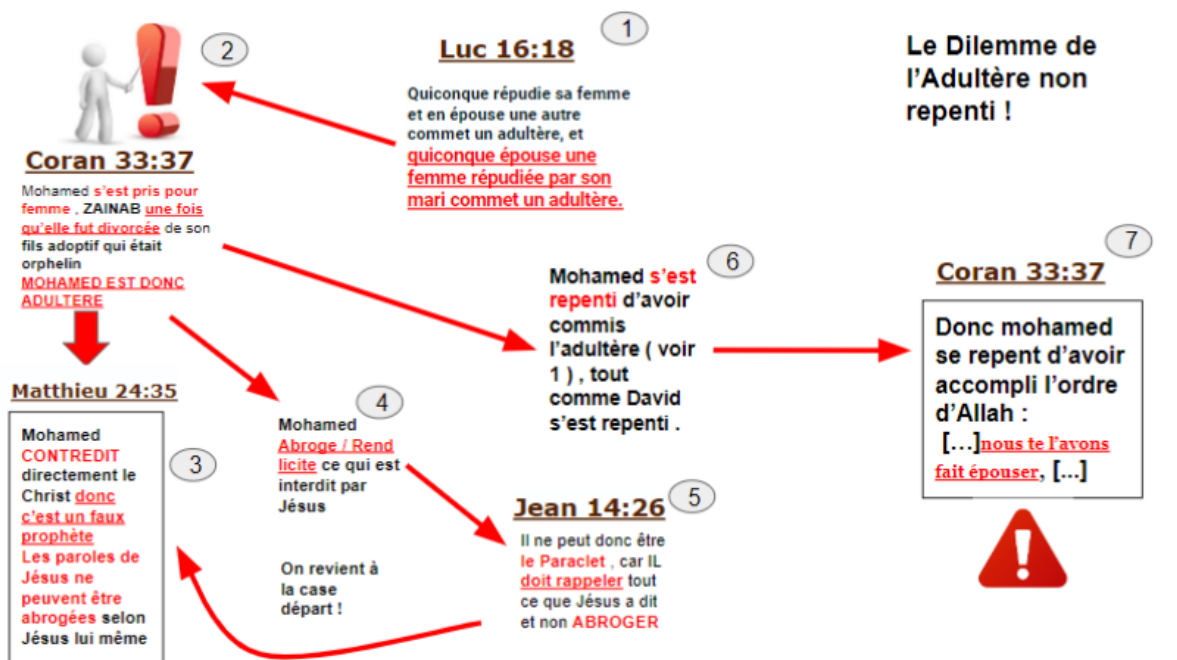 1
Luc 16:18
Quiconque répudie sa femme
et en épouse une autre
commet un adultère, et
quiconque épouse une
femme répudiée par son
mari commet un adultère.
Le Dilemme de
l'Adultère non
repenti !
2
Coran 33:37
Mohamed s'est pris pour
femme , ZAINAB une fois
qu'elle fut divorcée de son
fils adoptif qui était
orphelin
MOHAMED EST DONC
ADULTERE
Matthieu 24:35
3
Mohamed
CONTREDIT
directement le
Christ donc
c'est un faux
prophète
Les paroles de
Jésus ne
peuvent être
abrogées selon
Jésus lui même
4
Mohamed
Abroge / Rend
licite ce qui est
interdit par
Jésus
On revient à
la case
départ !
5
Jean 14:26
Il ne peut donc être
le Paraclet , car IL
doit rappeler tout
ce que Jésus a dit
et non ABROGER
6
Mohamed s'est
repenti d'avoir
commis
l'adultère ( voir
1 ) , tout
comme David
s'est repenti .
7
Coran 33:37
Donc mohamed
se repent d'avoir
accompli l'ordre
d'Allah :
[...]nous te l'avons
fait épouser, [...]